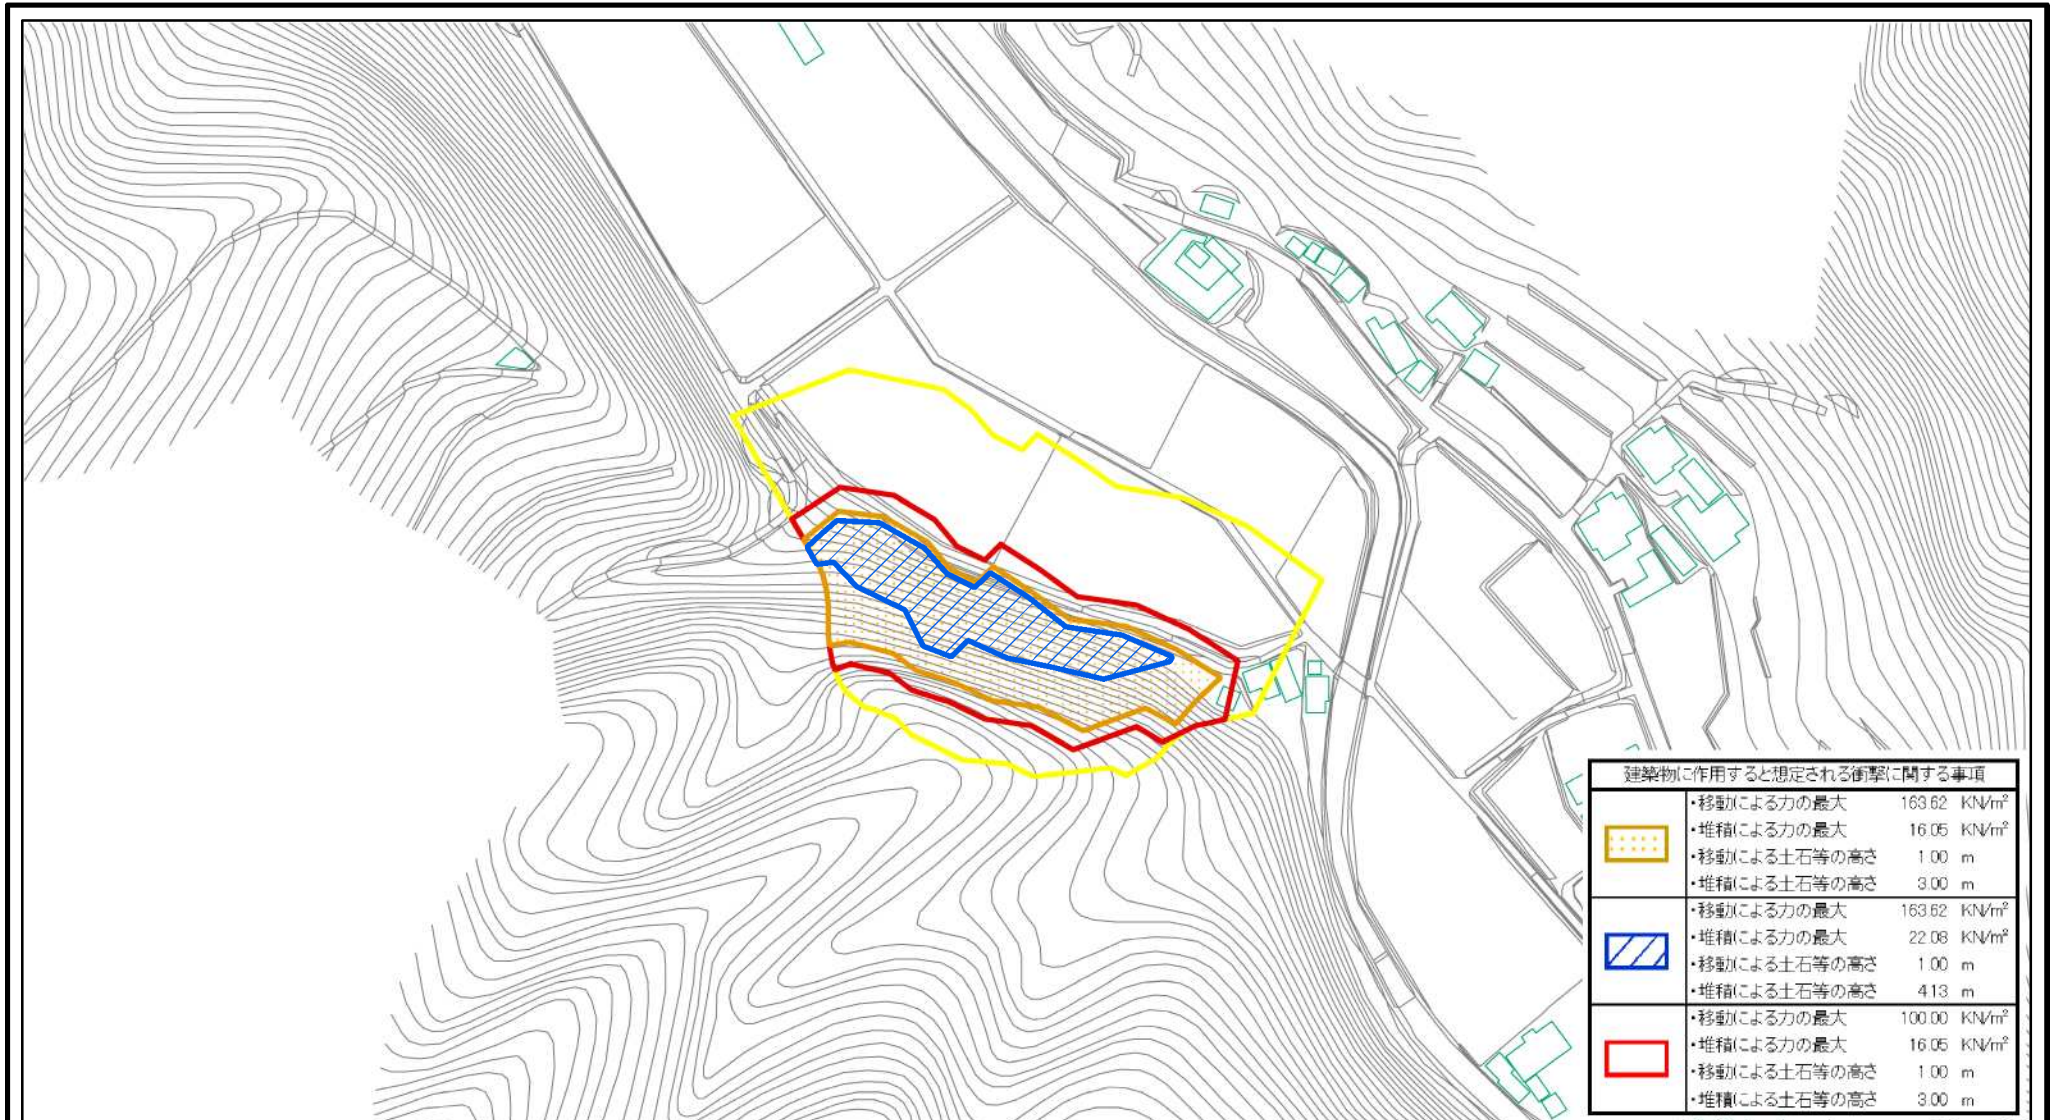 建築物に作用すると想定される衝撃に関する事項
・移動による力の最大 163.62 KN/m²
・堆積による力の最大 16.05 KN/m²
・移動による土石等の高さ 1.00 m
・堆積による土石等の高さ 3.00 m
・移動による力の最大 163.62 KN/m²
・堆積による力の最大 22.08 KN/m²
・移動による土石等の高さ 1.00 m
・堆積による土石等の高さ 4.13 m
・移動による力の最大 100.00 KN/m²
・堆積による力の最大 16.05 KN/m²
・移動による土石等の高さ 1.00 m
・堆積による土石等の高さ 3.00 m